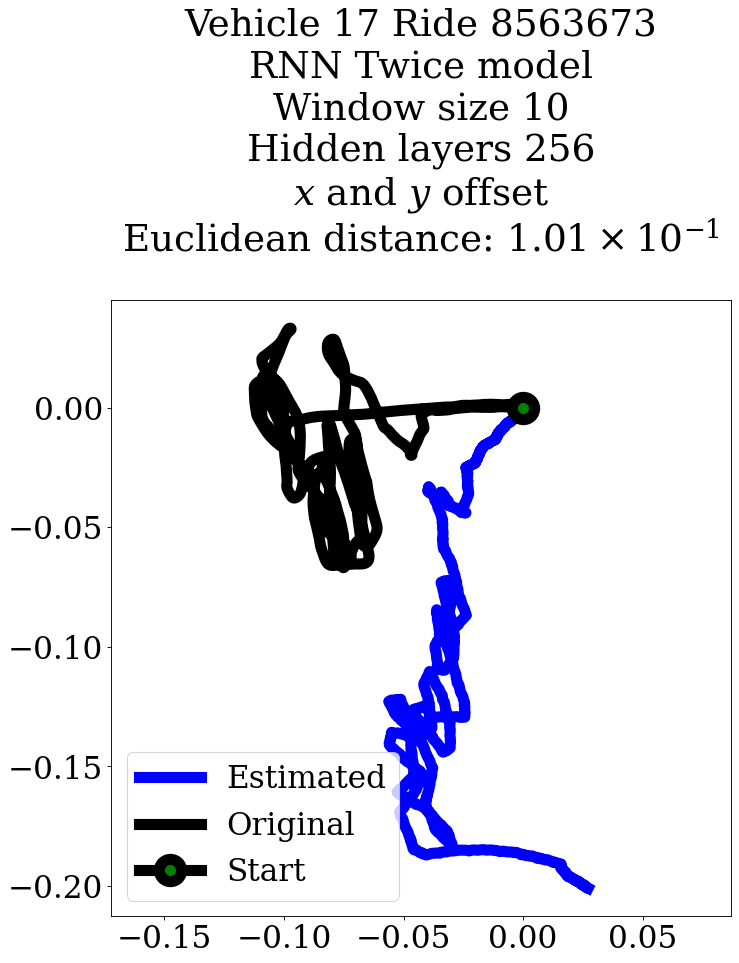 Vehicle 17 Ride 8563673
RNN Twice model
Window size 10
Hidden layers 256
x and y offset
Euclidean distance: 1.01 × 10⁻¹
0.00
−0.05
−0.10
−0.15
−0.20
Estimated
Original
Start
−0.15 −0.10 −0.05 0.00 0.05